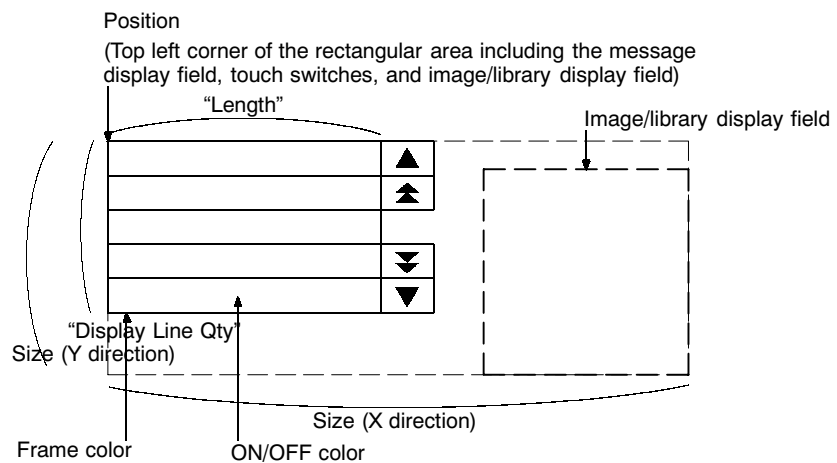 Position
(Top left corner of the rectangular area including the message
display field, touch switches, and image/library display field)
“Length”
Image/library display field
“Display Line Qty”
Size (Y direction)
Size (X direction)
Frame color
ON/OFF color